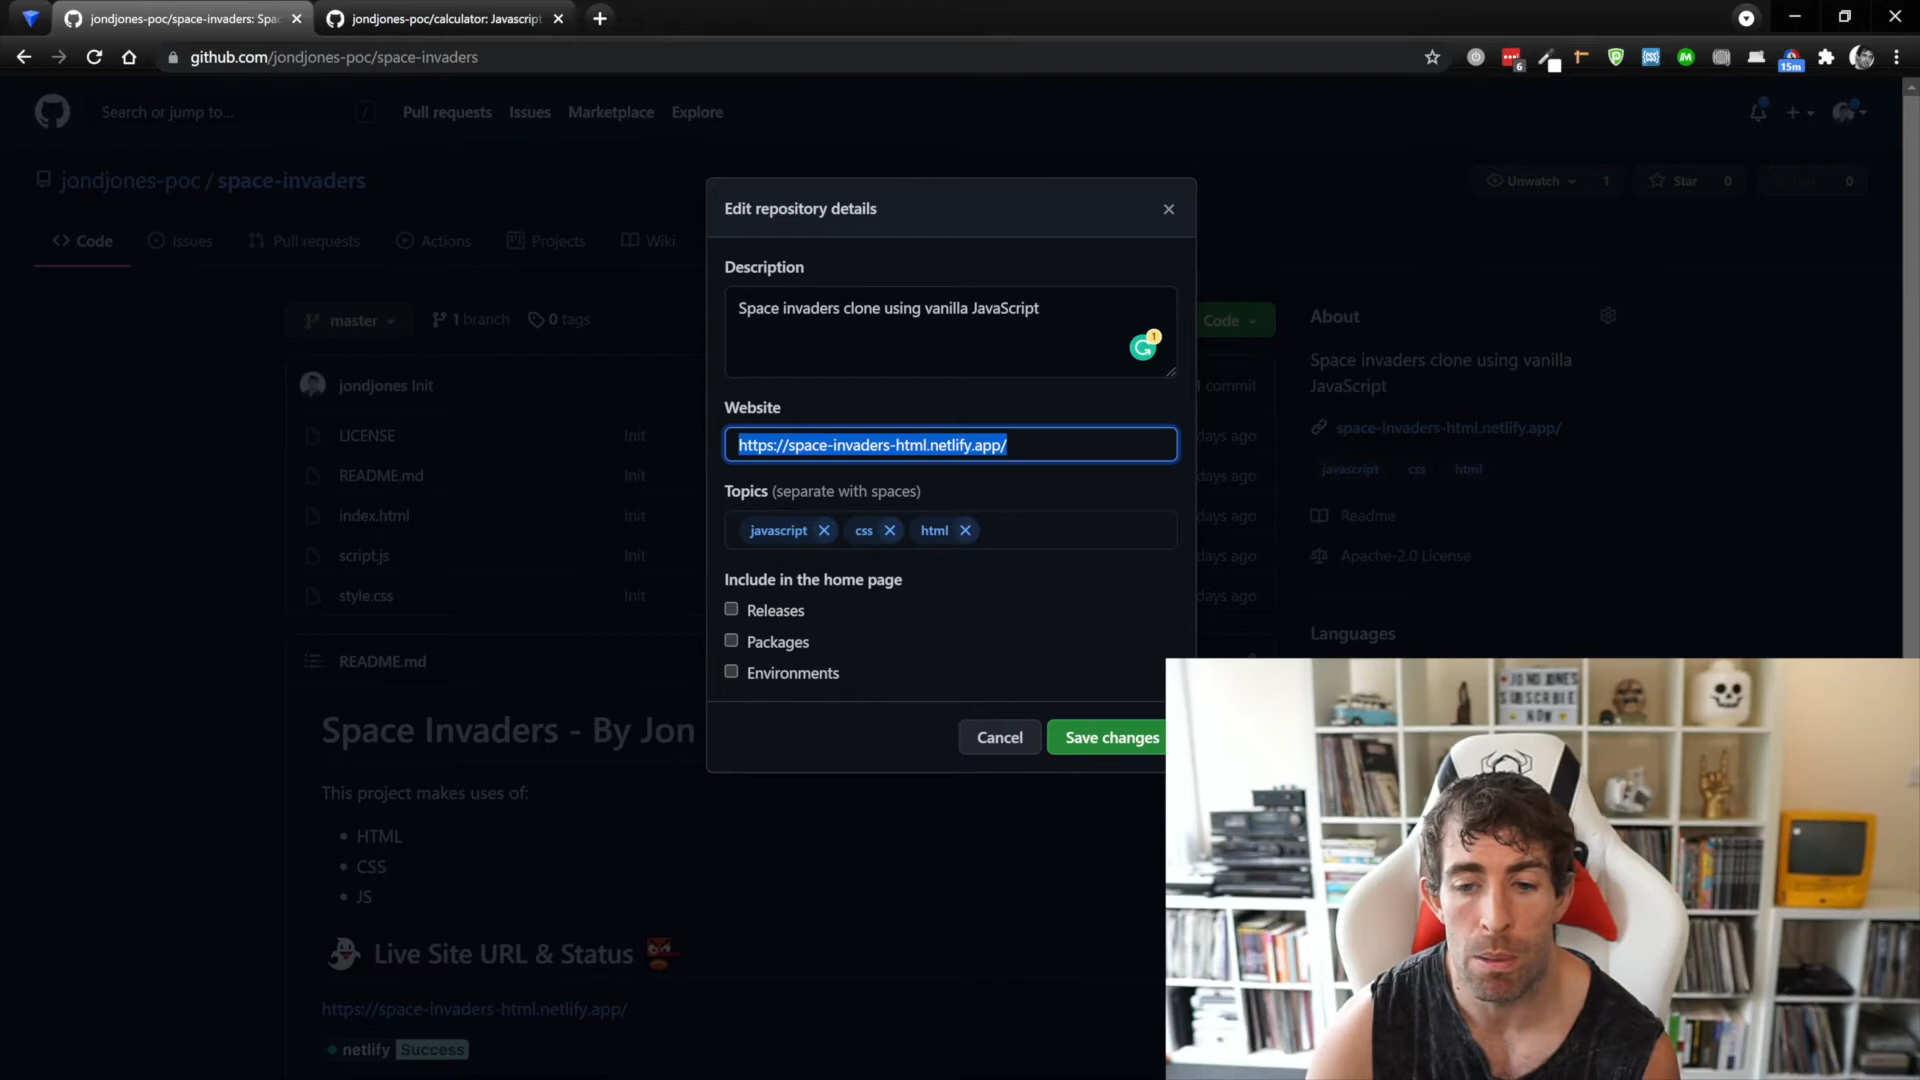 jondjones-poc/space-invaders: Spac
jondjones-poc/calculator: Javascript
github.com/jondjones-poc/space-invaders
6
15m
Search or jump to...
/
Pull requests
Issues
Marketplace
Explore
jondjones-poc / space-invaders
Unwatch
1
Star
0
0
Code
Issues
Pull requests
Actions
Projects
Wiki
Edit repository details
Description
Space invaders clone using vanilla JavaScript
1
Website
https://space-invaders-html.netlify.app/
Topics (separate with spaces)
javascript
css
html
Include in the home page
Releases
Packages
Environments
Cancel
Save changes
master
1 branch
0 tags
Code
jondjones Init
1 commit
LICENSE
Init
days ago
README.md
Init
days ago
index.html
Init
days ago
script.js
Init
days ago
style.css
Init
days ago
About
Space invaders clone using vanilla
JavaScript
space-invaders-html.netlify.app/
javascript
css
html
Readme
Apache-2.0 License
Languages
README.md
Space Invaders - By Jon
This project makes uses of:
HTML
CSS
JS
Live Site URL & Status
https://space-invaders-html.netlify.app/
netlify Success
JONDJONES
SUBSCRBIE
NOW